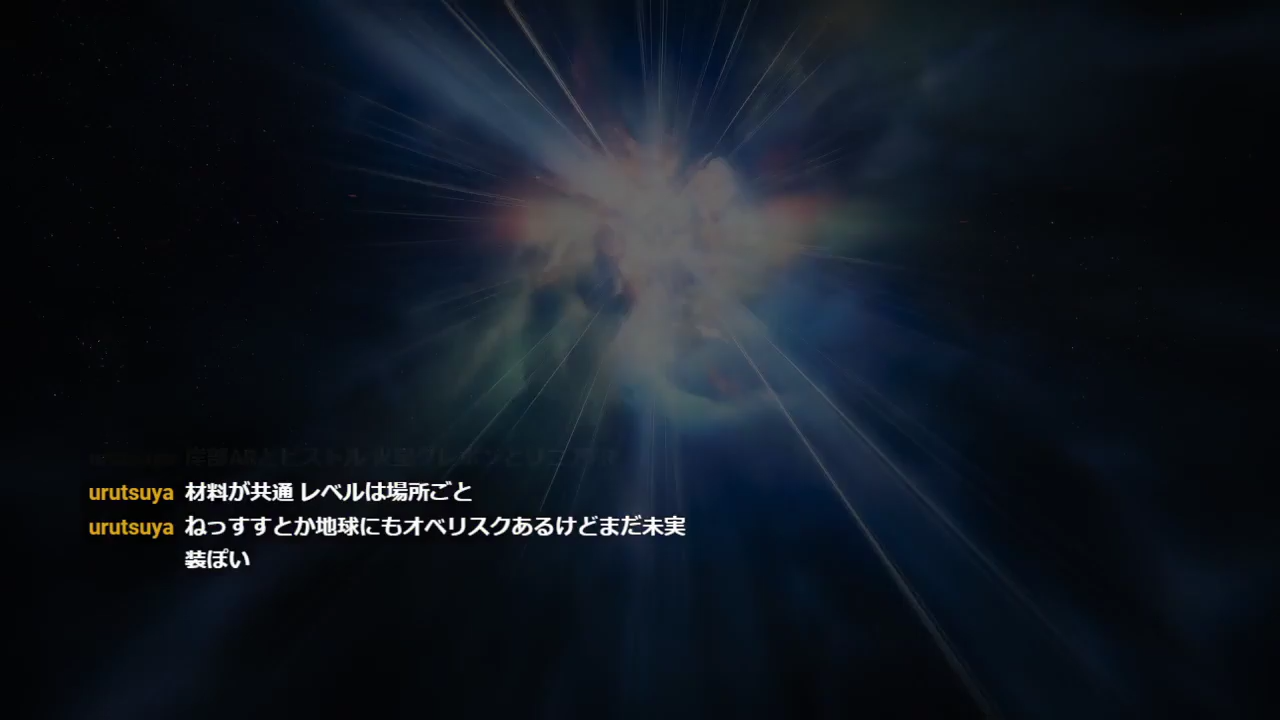 urutsuya 材料が共通 レベルは場所ごと
urutsuya ねっすすとか地球にもオベリスクあるけどまだ未実
装ぽい